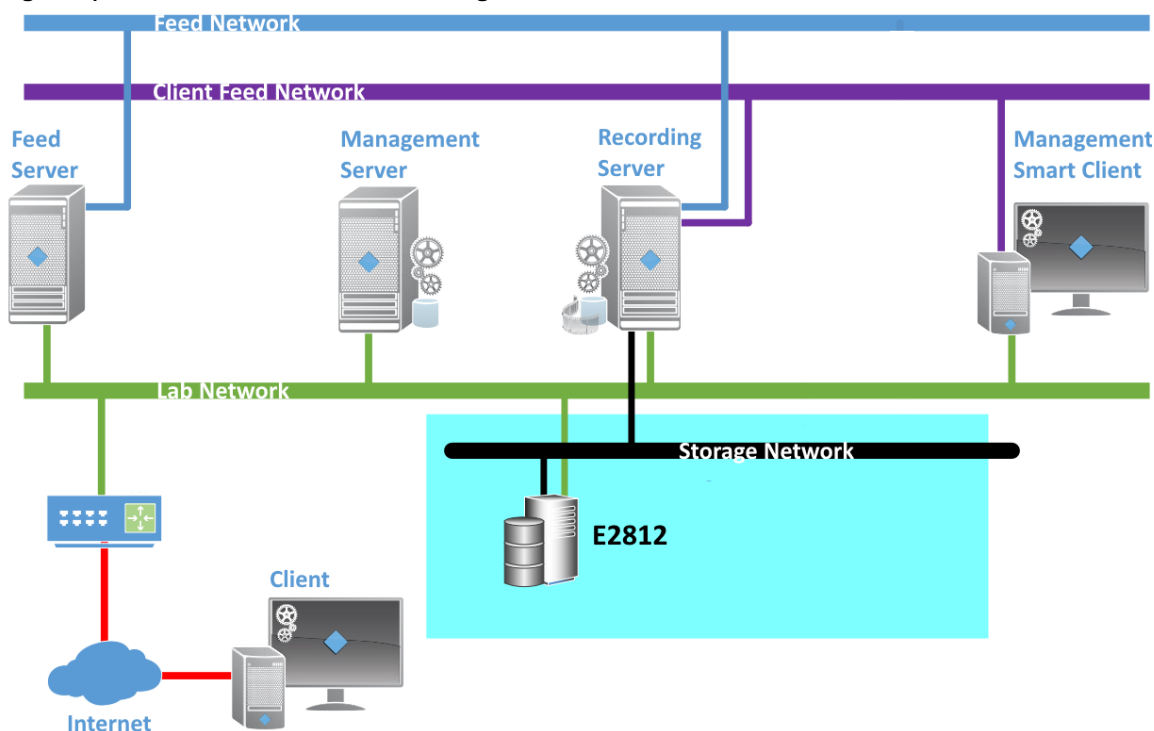 Feed Network
Client Feed Network
Feed
Server
Management
Server
Recording
Server
Management
Smart Client
Lab Network
Storage Network
E2812
Client
Internet